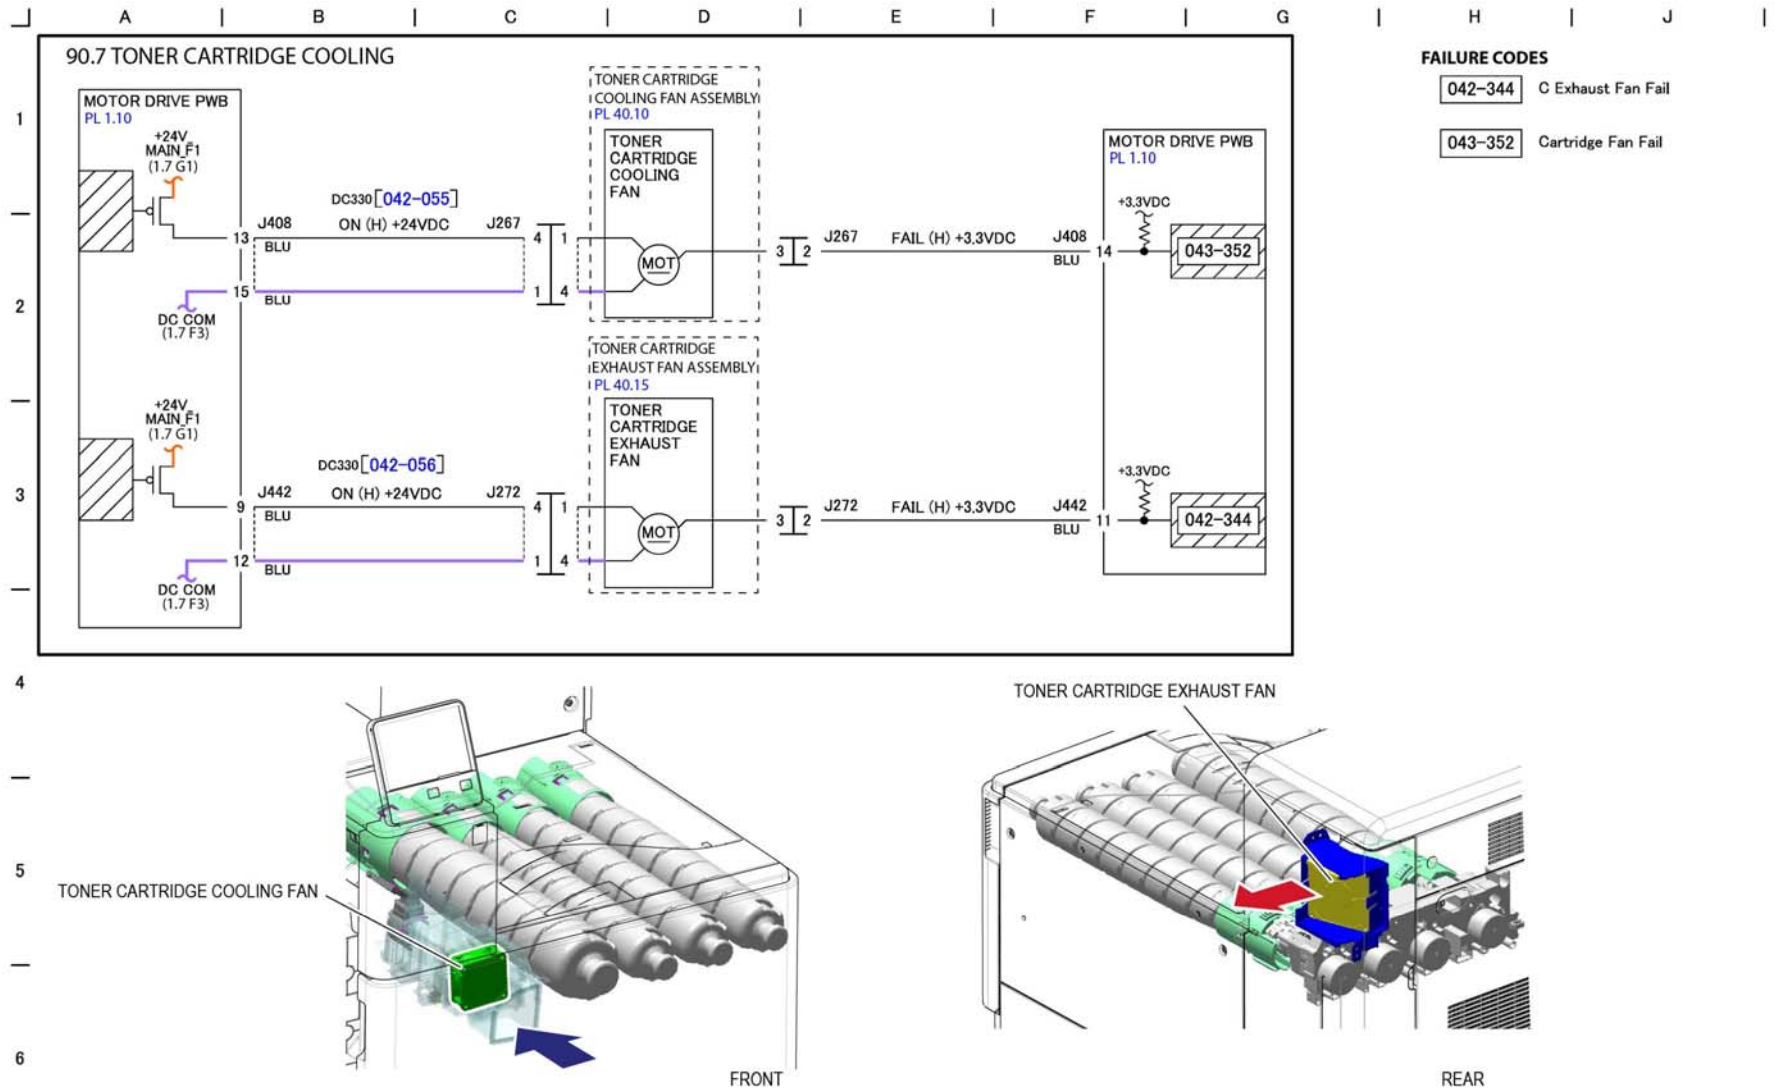 A B C D E F G H J
90.7 TONER CARTRIDGE COOLING
FAILURE CODES
042-344 C Exhaust Fan Fail
043-352 Cartridge Fan Fail
1
2
3
4
5
6
MOTOR DRIVE PWB
PL 1.10
+24V
MAIN_F1
(1.7 G1)
DC330[042-055]
J408 ON (H) +24VDC J267
13 BLU
4 1
15 BLU
1 4
DC COM
(1.7 F3)
TONER CARTRIDGE
COOLING FAN ASSEMBLY
PL 40.10
TONER
CARTRIDGE
COOLING
FAN
MOT
3 2
J267 FAIL (H) +3.3VDC J408
BLU
14
MOTOR DRIVE PWB
PL 1.10
+3.3VDC
043-352
+24V
MAIN_F1
(1.7 G1)
DC330[042-056]
J442 ON (H) +24VDC J272
9 BLU
4 1
12 BLU
1 4
DC COM
(1.7 F3)
TONER CARTRIDGE
EXHAUST FAN ASSEMBLY
PL 40.15
TONER
CARTRIDGE
EXHAUST
FAN
MOT
3 2
J272 FAIL (H) +3.3VDC J442
BLU
11
+3.3VDC
042-344
TONER CARTRIDGE COOLING FAN
FRONT
TONER CARTRIDGE EXHAUST FAN
REAR